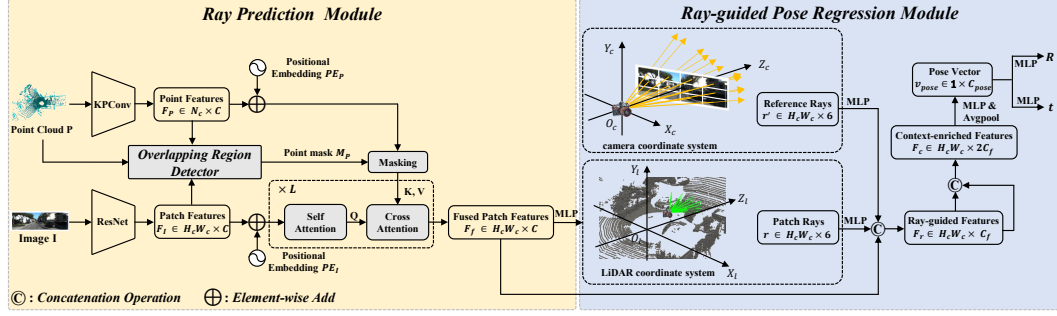 Ray Prediction Module
Ray-guided Pose Regression Module
Point Cloud P
KPConv
Point Features
F_P ∈ N_c × C
Positional
Embedding PE_P
Overlapping Region
Detector
Point mask M_P
Masking
K, V
Image I
ResNet
Patch Features
F_I ∈ H_cW_c × C
Positional
Embedding PE_I
× L
Self
Attention
Q
Cross
Attention
Fused Patch Features
F_f ∈ H_cW_c × C
MLP
Y_c
Z_c
X_c
O_c
camera coordinate system
Reference Rays
r' ∈ H_cW_c × 6
MLP
Y_l
Z_l
X_l
LiDAR coordinate system
Patch Rays
r ∈ H_cW_c × 6
MLP
C
Ray-guided Features
F_r ∈ H_cW_c × C_f
C
Context-enriched Features
F_c ∈ H_cW_c × 2C_f
MLP &
Avgpool
Pose Vector
v_pose ∈ 1 × C_pose
MLP
R
MLP
t
C : Concatenation Operation
⊕ : Element-wise Add